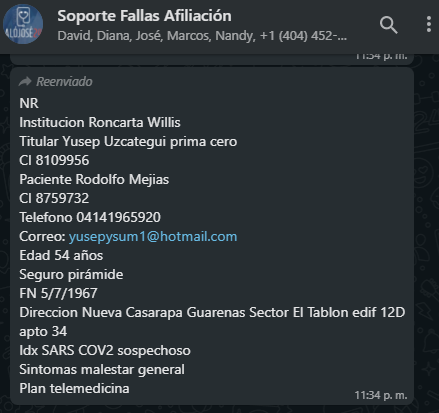 Soporte Fallas Afiliación
David, Diana, José, Marcos, Nandy, +1 (404) 452-...
11:34 p. m.
Reenviado
NR
Institucion Roncarta Willis
Titular Yusep Uzcategui prima cero
CI 8109956
Paciente Rodolfo Mejias
CI 8759732
Telefono 04141965920
Correo: yusepysum1@hotmail.com
Edad 54 años
Seguro pirámide
FN 5/7/1967
Direccion Nueva Casarapa Guarenas Sector El Tablon edif 12D
apto 34
Idx SARS COV2 sospechoso
Sintomas malestar general
Plan telemedicina
11:34 p. m.